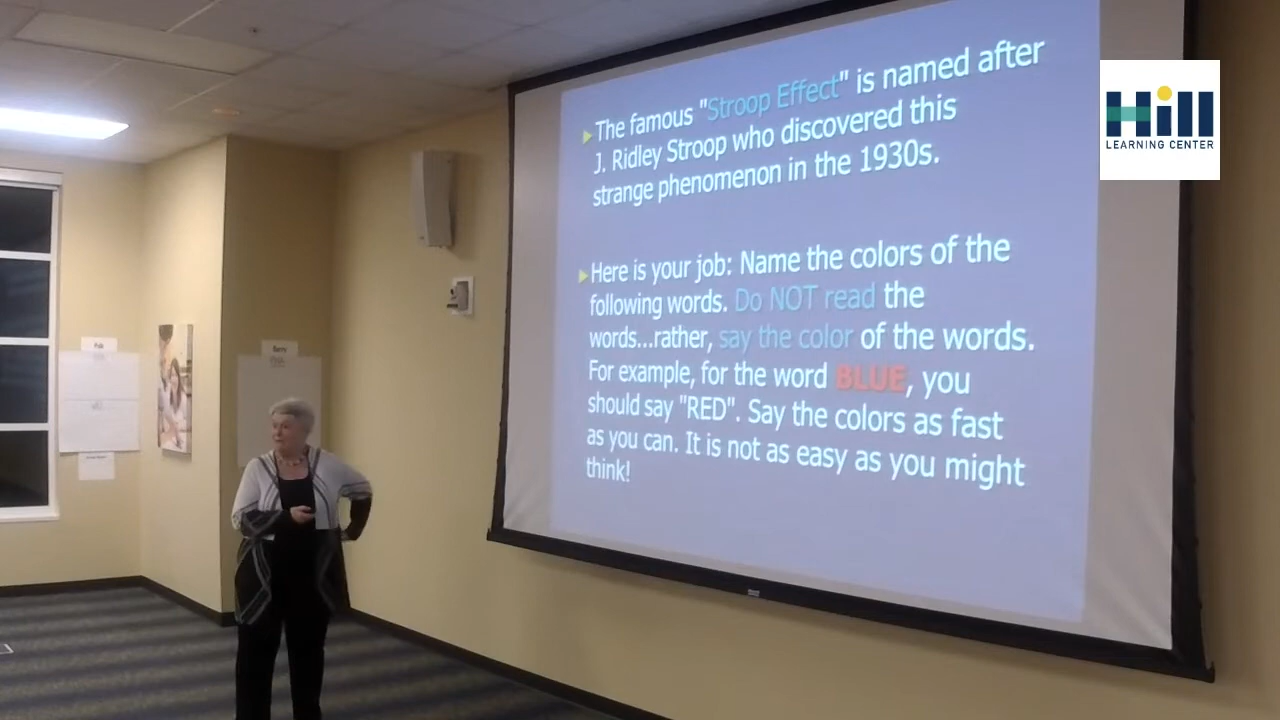 The famous "Stroop Effect" is named after
J. Ridley Stroop who discovered this
strange phenomenon in the 1930s.
Here is your job: Name the colors of the
following words. Do NOT read the
words...rather, say the color of the words.
For example, for the word BLUE, you
should say "RED". Say the colors as fast
as you can. It is not as easy as you might
think!
Hill
LEARNING CENTER
Polk
Berry